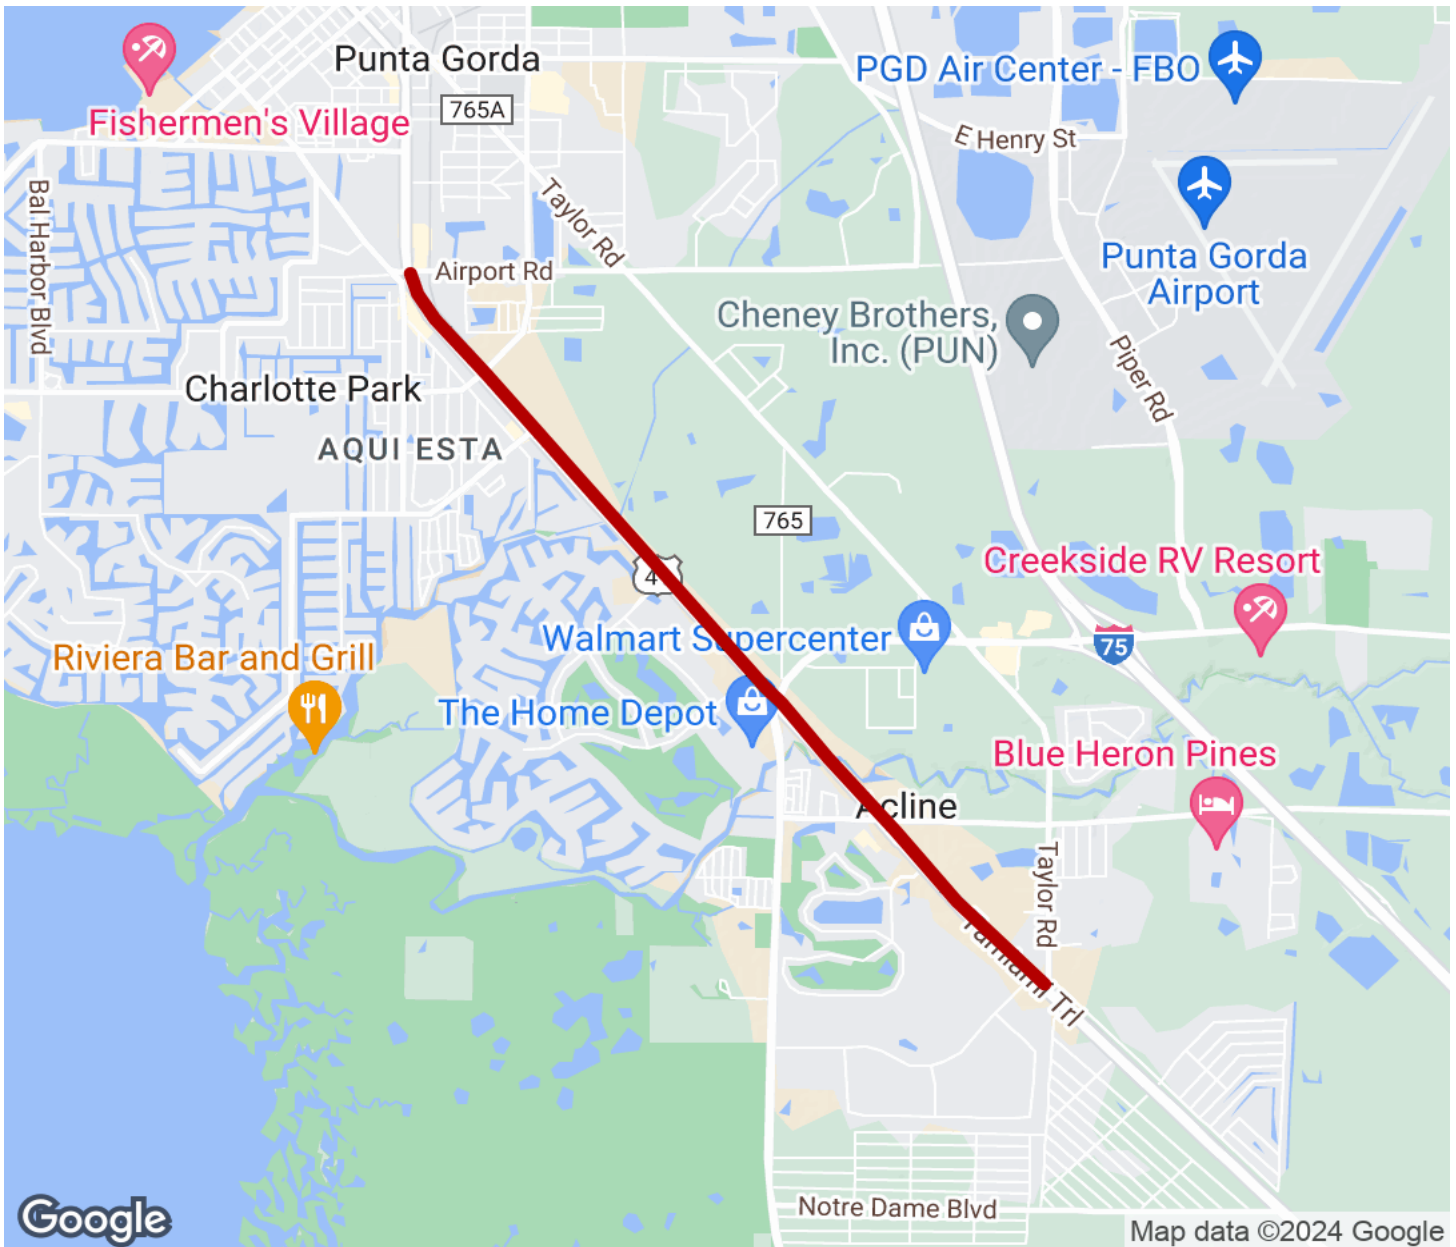 Punta Gorda
PGD Air Center - FBO
765A
Fishermen's Village
E Henry St
Bal Harbor Blvd
Taylor Rd
Airport Rd
Punta Gorda
Airport
Cheney Brothers,
Inc. (PUN)
Piper Rd
Charlotte Park
AQUI ESTA
765
Creekside RV Resort
4
Walmart Supercenter
75
Riviera Bar and Grill
The Home Depot
Blue Heron Pines
Acline
Taylor Rd
Tamiami Trl
Notre Dame Blvd
Google
Map data ©2024 Google